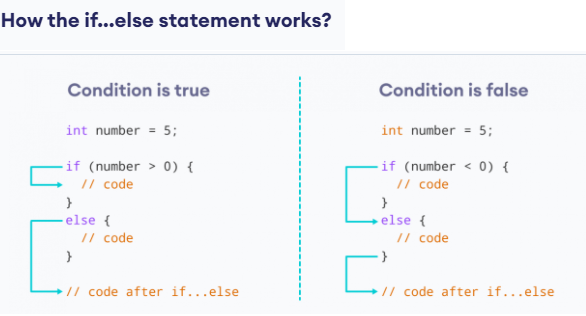 How the if...else statement works?
Condition is true
int number = 5;
if (number > 0) {
// code
}
else {
// code
}
// code after if...else
Condition is false
int number = 5;
if (number < 0) {
// code
}
else {
// code
}
// code after if...else